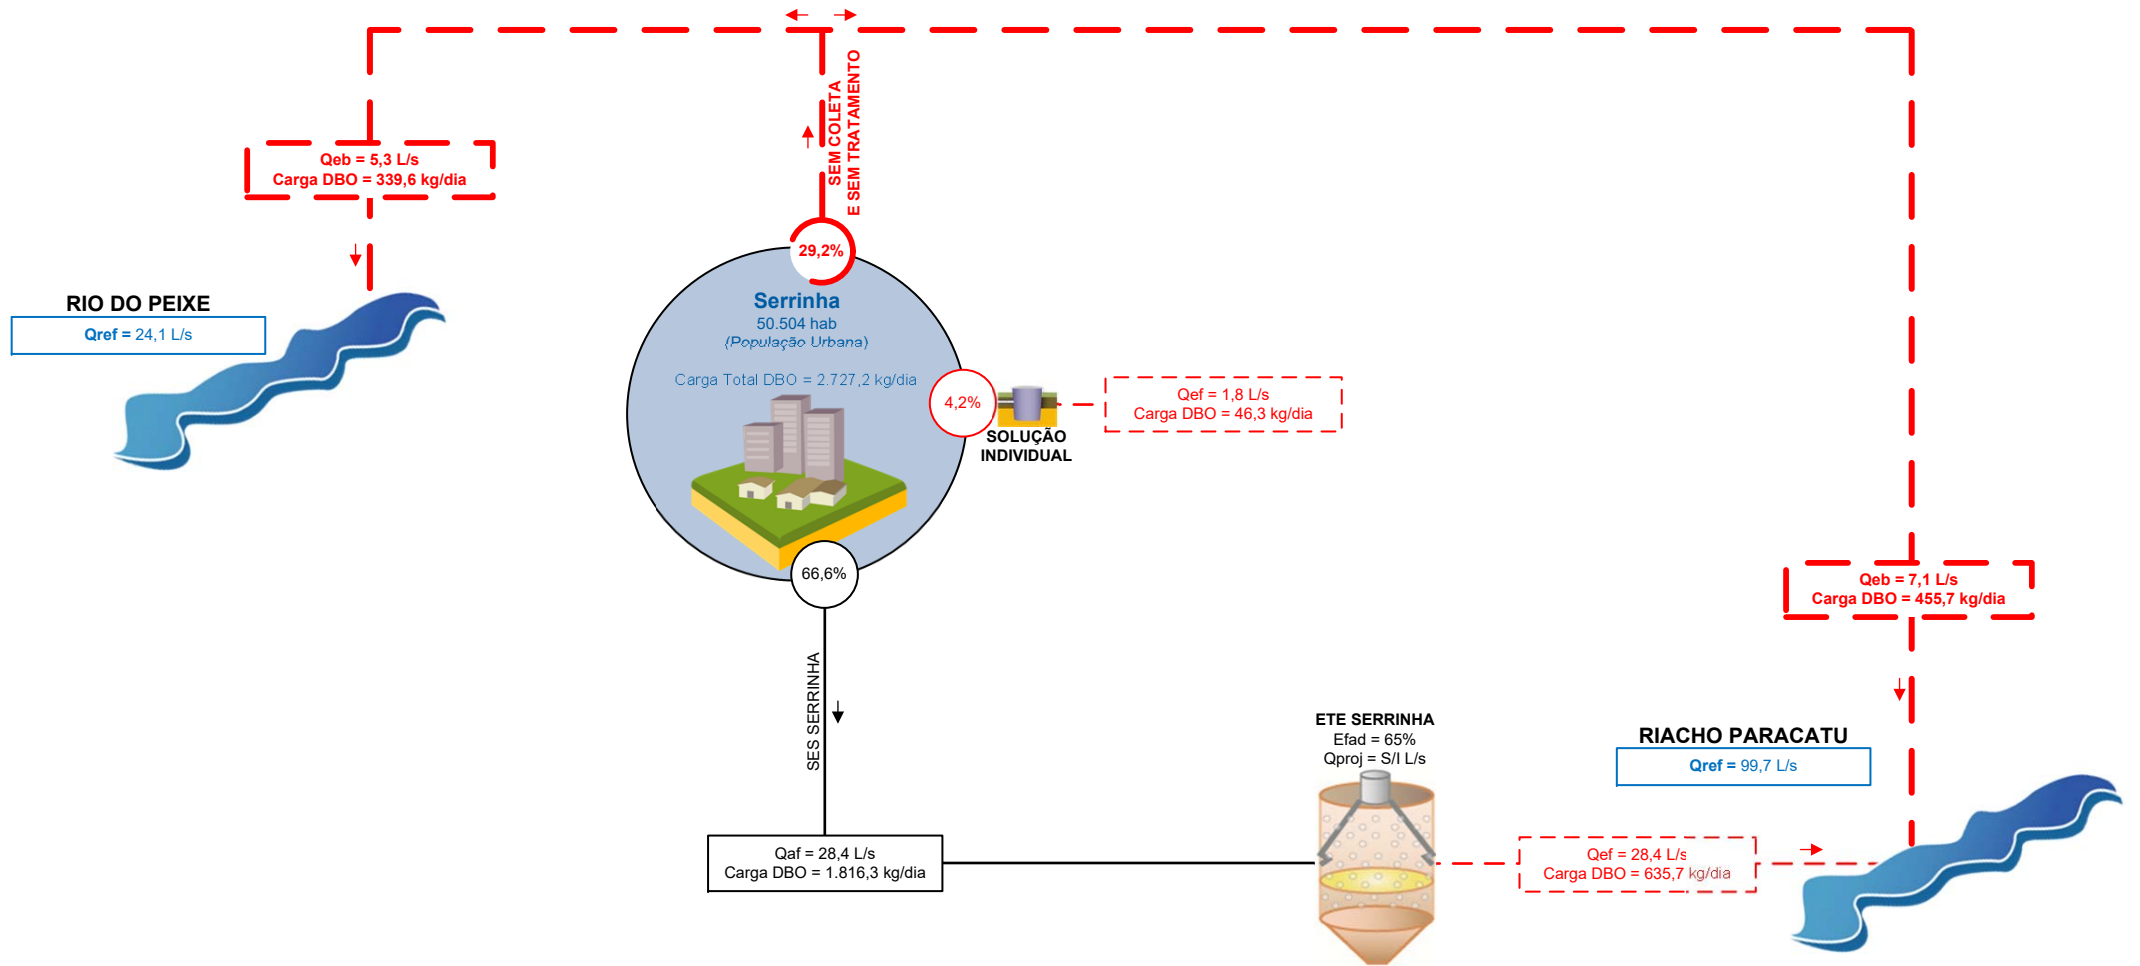 SEM COLETA
E SEM TRATAMENTO
Qeb = 5,3 L/s
Carga DBO = 339,6 kg/dia
29,2%
RIO DO PEIXE
Qref = 24,1 L/s
Serrinha
50.504 hab
(População Urbana)
Carga Total DBO = 2.727,2 kg/dia
4,2%
SOLUÇÃO
INDIVIDUAL
Qef = 1,8 L/s
Carga DBO = 46,3 kg/dia
66,6%
Qeb = 7,1 L/s
Carga DBO = 455,7 kg/dia
SES SERRINHA
ETE SERRINHA
Efad = 65%
Qproj = S/I L/s
RIACHO PARACATU
Qref = 99,7 L/s
Qaf = 28,4 L/s
Carga DBO = 1.816,3 kg/dia
Qef = 28,4 L/s
Carga DBO = 635,7 kg/dia